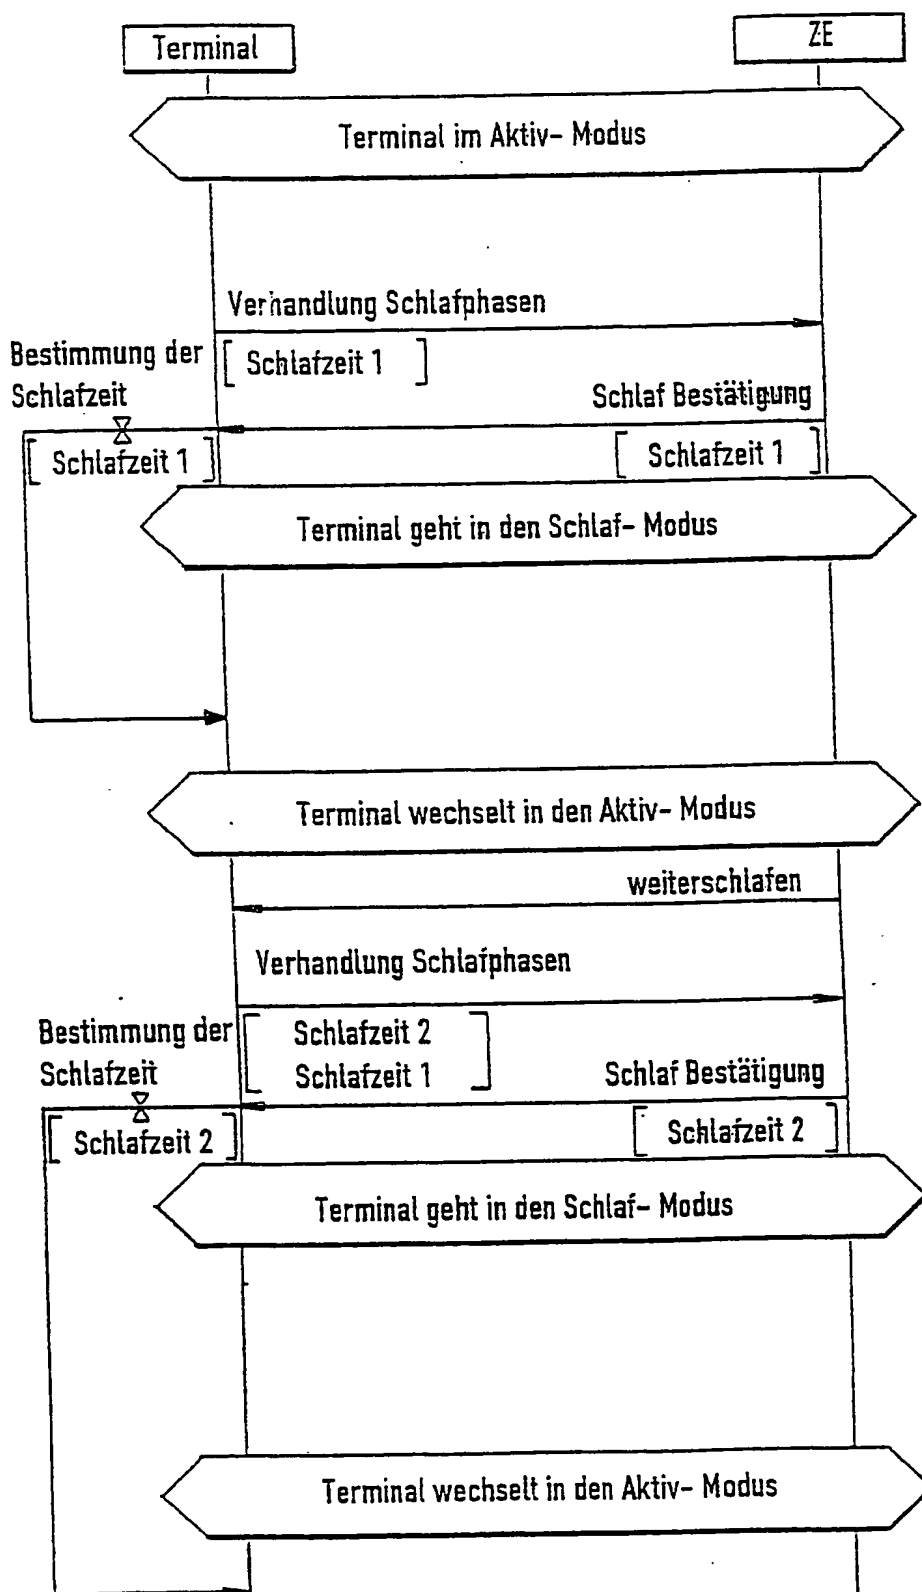 Terminal
ZE
Terminal im Aktiv- Modus
Verhandlung Schlafphasen
[ Schlafzeit 1 ]
Bestimmung der
Schlafzeit
Schlaf Bestätigung
[ Schlafzeit 1 ]
[ Schlafzeit 1 ]
Terminal geht in den Schlaf- Modus
Terminal wechselt in den Aktiv- Modus
weiterschlafen
Verhandlung Schlafphasen
Bestimmung der
Schlafzeit
Schlafzeit 2
Schlafzeit 1
Schlaf Bestätigung
[ Schlafzeit 2 ]
[ Schlafzeit 2 ]
Terminal geht in den Schlaf- Modus
Terminal wechselt in den Aktiv- Modus